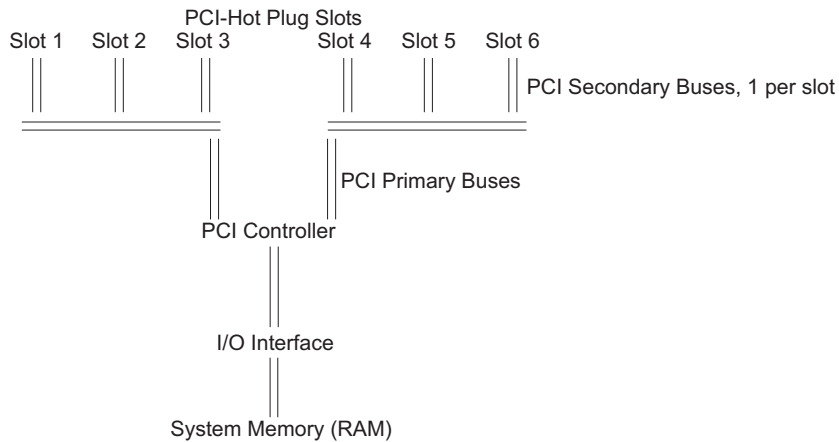 PCI-Hot Plug Slots
Slot 1 Slot 2 Slot 3 Slot 4 Slot 5 Slot 6
PCI Secondary Buses, 1 per slot
PCI Primary Buses
PCI Controller
I/O Interface
System Memory (RAM)